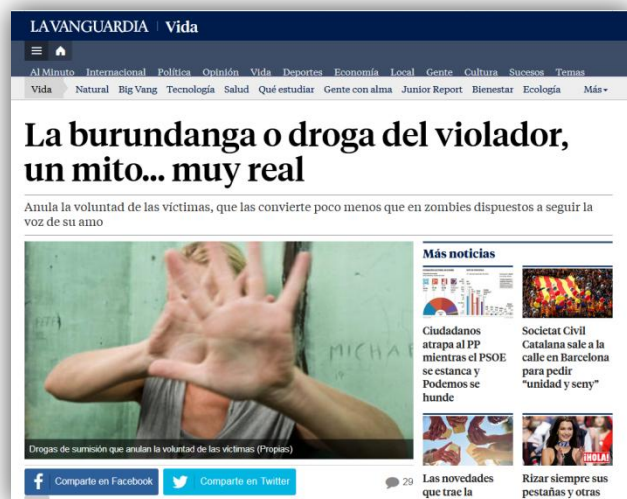 LAVANGUARDIA | Vida
Al Minuto Internacional Política Opinión Vida Deportes Economía Local Gente Cultura Sucesos Temas
Vida Natural Big Vang Tecnología Salud Qué estudiar Gente con alma Junior Report Bienestar Ecología Más
La burundanga o droga del violador,
un mito... muy real
Anula la voluntad de las víctimas, que las convierte poco menos que en zombies dispuestos a seguir la
voz de su amo
MICHA
Drogas de sumisión que anulan la voluntad de las víctimas (Propias)
Comparte en Facebook
Comparte en Twitter
29
Más noticias
Ciudadanos
atrapa al PP
mientras el PSOE
se estanca y
Podemos se
hunde
Societat Civil
Catalana sale a la
calle en Barcelona
para pedir
"unidad y seny"
Las novedades
que trae la
¡HOLA!
Rizar siempre sus
pestañas y otras